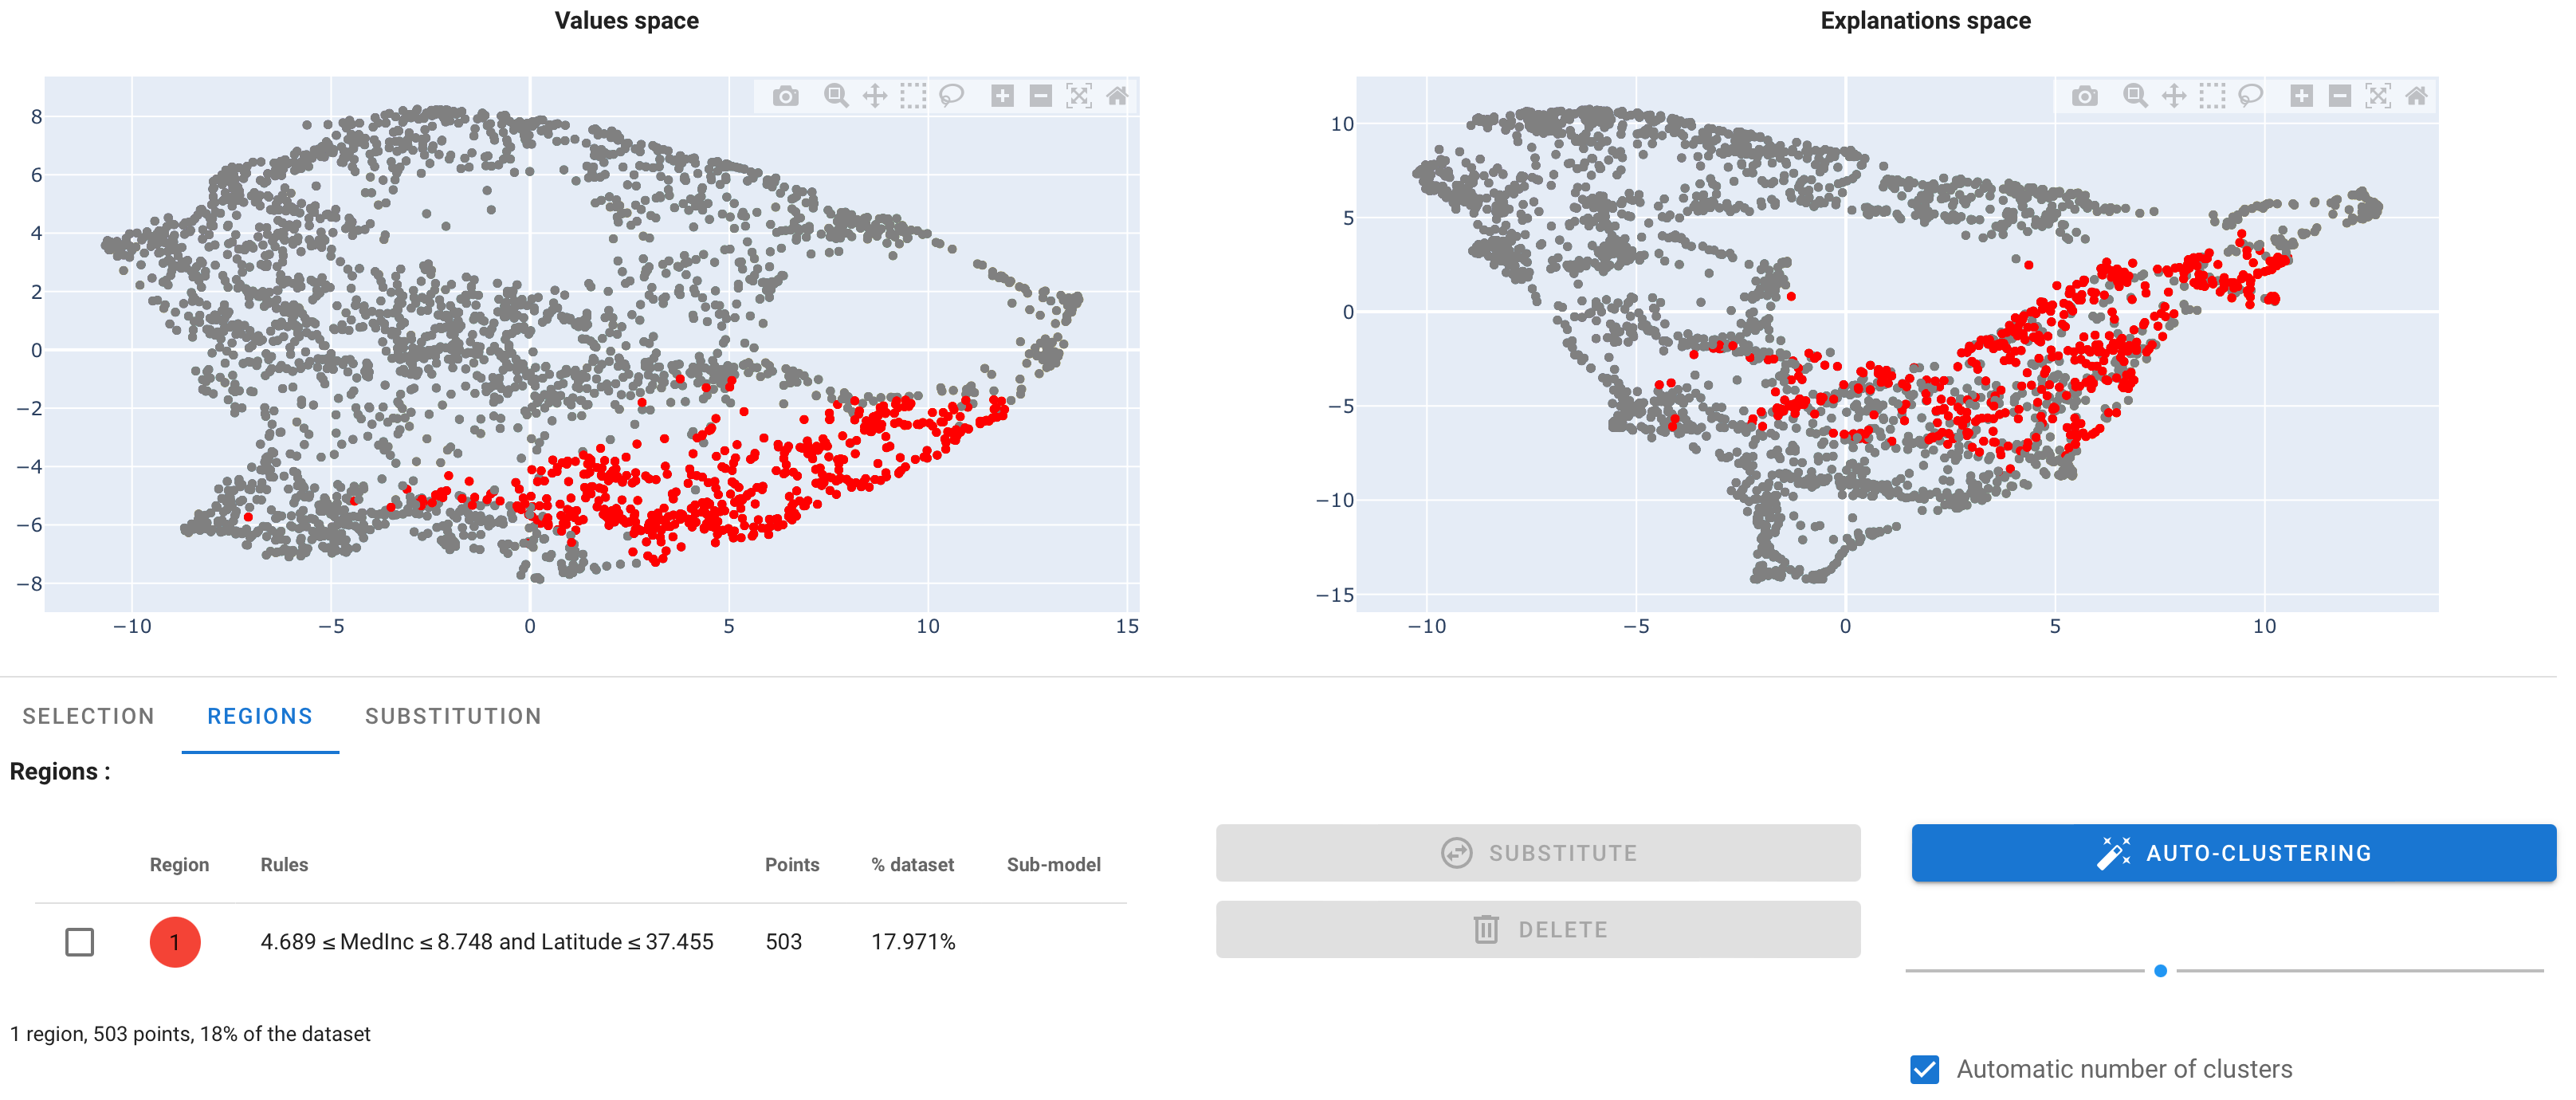 Values space
Explanations space
8
6
4
2
0
−2
−4
−6
−8
−10
−5
0
5
10
15
10
5
0
−5
−10
−15
−10
−5
0
5
10
SELECTION REGIONS SUBSTITUTION
Regions :
Region Rules Points % dataset Sub-model
1 4.689 ≤ MedInc ≤ 8.748 and Latitude ≤ 37.455 503 17.971%
1 region, 503 points, 18% of the dataset
SUBSTITUTE
DELETE
AUTO-CLUSTERING
Automatic number of clusters